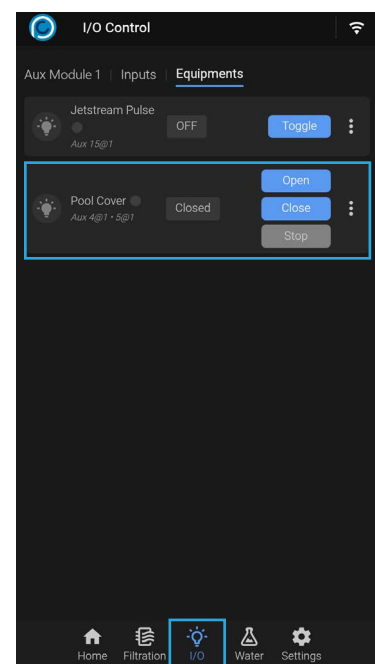 I/O Control
Aux Module 1 | Inputs | Equipments
Jetstream Pulse
OFF
Toggle
Aux 15@1
Open
Pool Cover
Closed
Close
Aux 4@1 • 5@1
Stop
Home
Filtration
I/O
Water
Settings